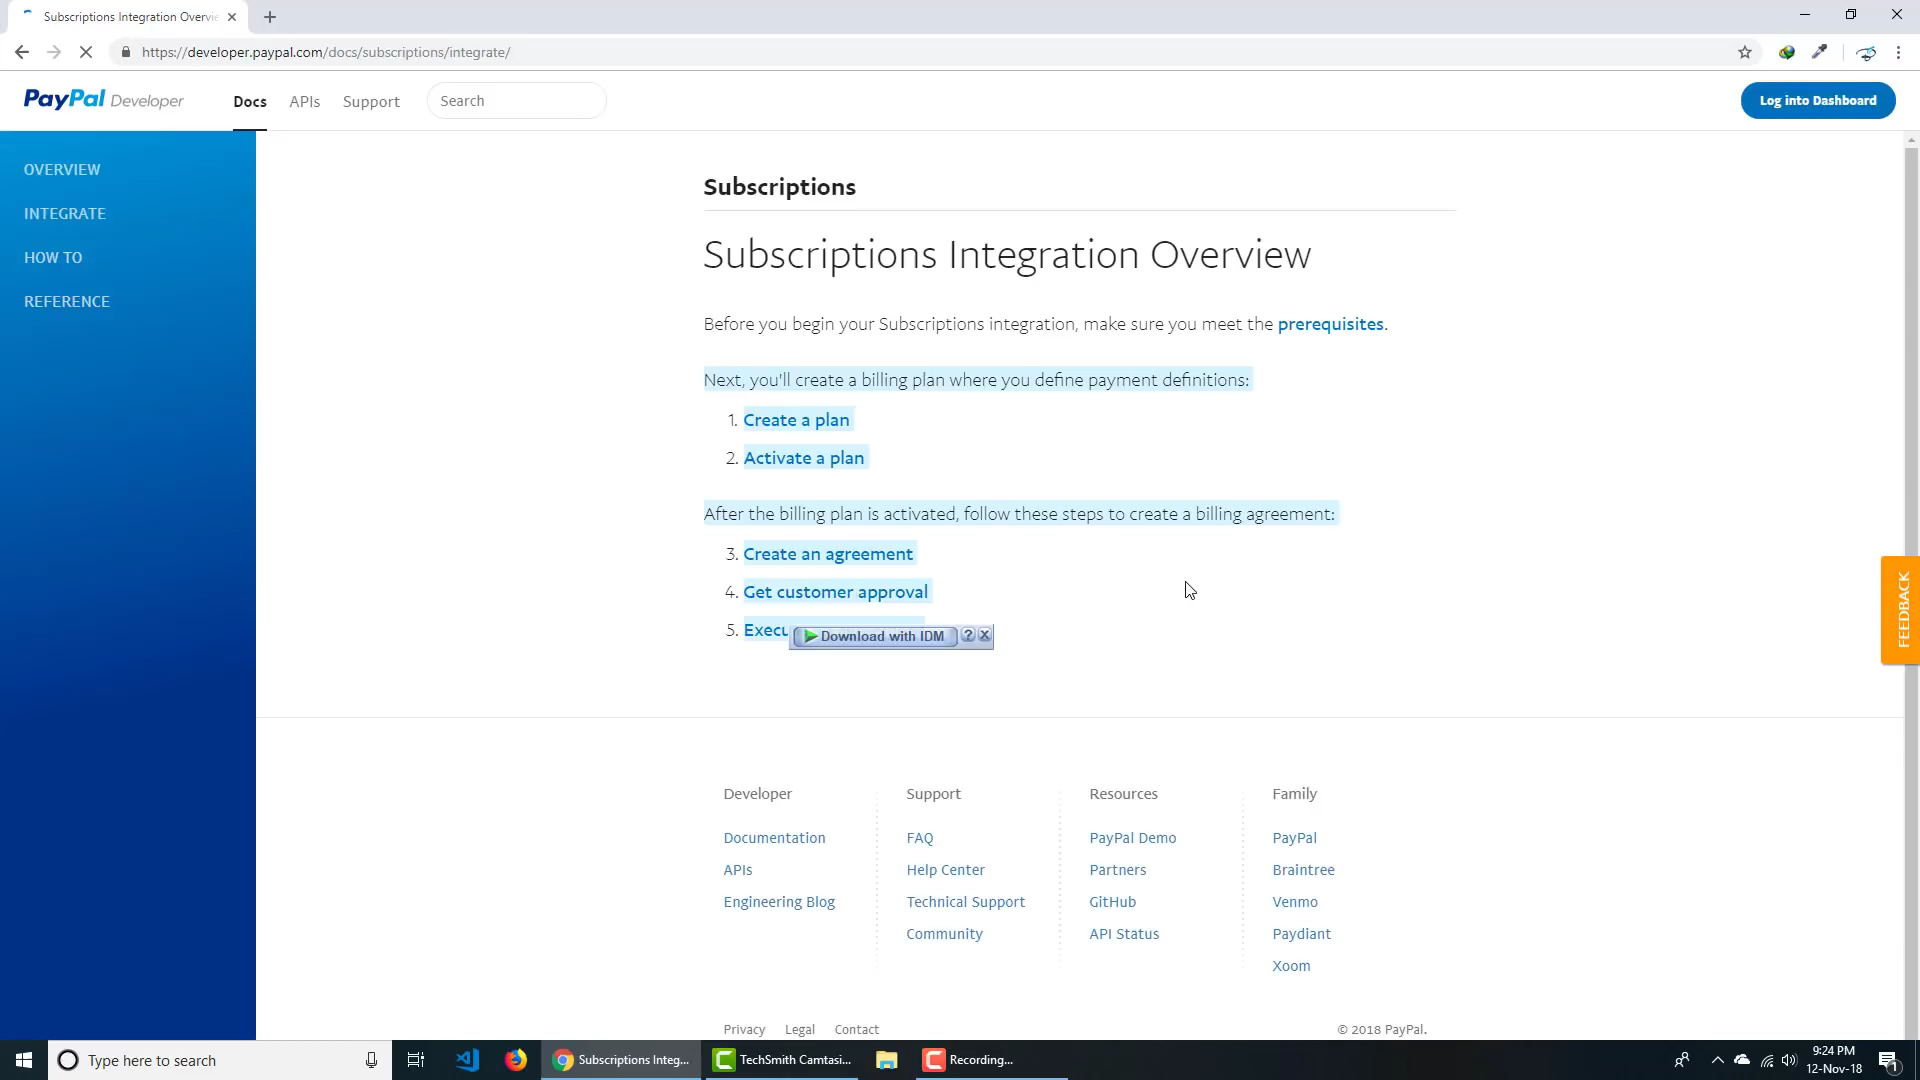 Subscriptions Integration Overvi
https://developer.paypal.com/docs/subscriptions/integrate/
PayPal Developer
Docs
APIs
Support
Search
Log into Dashboard
OVERVIEW
INTEGRATE
HOW TO
REFERENCE
Subscriptions
Subscriptions Integration Overview
Before you begin your Subscriptions integration, make sure you meet the prerequisites.
Next, you'll create a billing plan where you define payment definitions:
1. Create a plan
2. Activate a plan
After the billing plan is activated, follow these steps to create a billing agreement:
3. Create an agreement
4. Get customer approval
5. Execu
Download with IDM
?
FEEDBACK
Developer
Documentation
APIs
Engineering Blog
Support
FAQ
Help Center
Technical Support
Community
Resources
PayPal Demo
Partners
GitHub
API Status
Family
PayPal
Braintree
Venmo
Paydiant
Xoom
Privacy
Legal
Contact
© 2018 PayPal.
Type here to search
Subscriptions Integ...
TechSmith Camtasi...
Recording...
9:24 PM
12-Nov-18
1